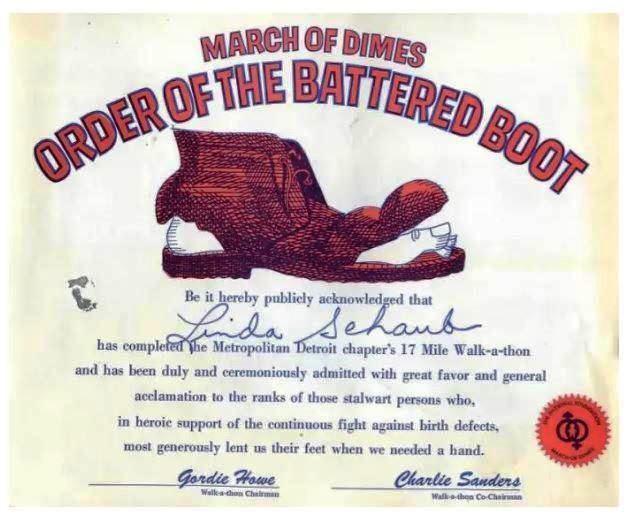 MARCH OF DIMES
ORDER OF THE BATTERED BOOT
Be it hereby publicly acknowledged that
Linda Schaub
has completed the Metropolitan Detroit chapter's 17 Mile Walk-a-thon
and has been duly and ceremoniously admitted with great favor and general
acclamation to the ranks of those stalwart persons who,
in heroic support of the continuous fight against birth defects,
most generously lent us their feet when we needed a hand.
Gordie Howe
Walk-a-thon Chairman
Charlie Sanders
Walk-a-thon Co-Chairman
THE NATIONAL FOUNDATION
MARCH OF DIMES